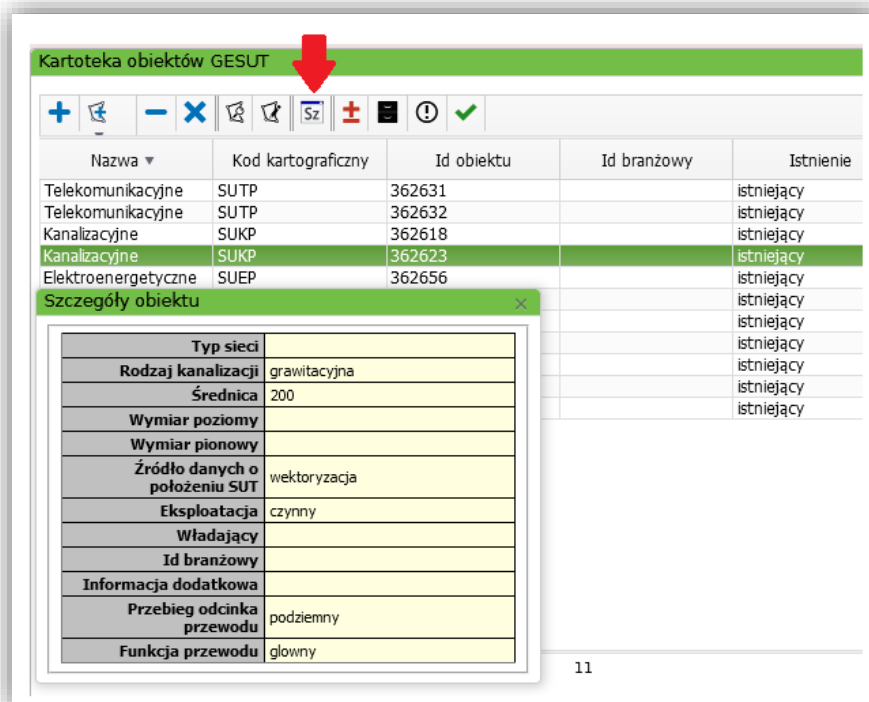 Kartoteka obiektów GESUT
Sz
Nazwa Kod kartograficzny Id obiektu Id branżowy Istnienie
Telekomunikacyjne SUTP 362631 istniejący
Telekomunikacyjne SUTP 362632 istniejący
Kanalizacyjne SUKP 362618 istniejący
Kanalizacyjne SUKP 362623 istniejący
Elektroenergetyczne SUEP 362656 istniejący
istniejący
istniejący
istniejący
istniejący
istniejący
istniejący
Szczegóły obiektu
Typ sieci
Rodzaj kanalizacji grawitacyjna
Średnica 200
Wymiar poziomy
Wymiar pionowy
Źródło danych o
położeniu SUT wektoryzacja
Eksploatacja czynny
Władający
Id branżowy
Informacja dodatkowa
Przebieg odcinka
przewodu podziemny
Funkcja przewodu glowny
11